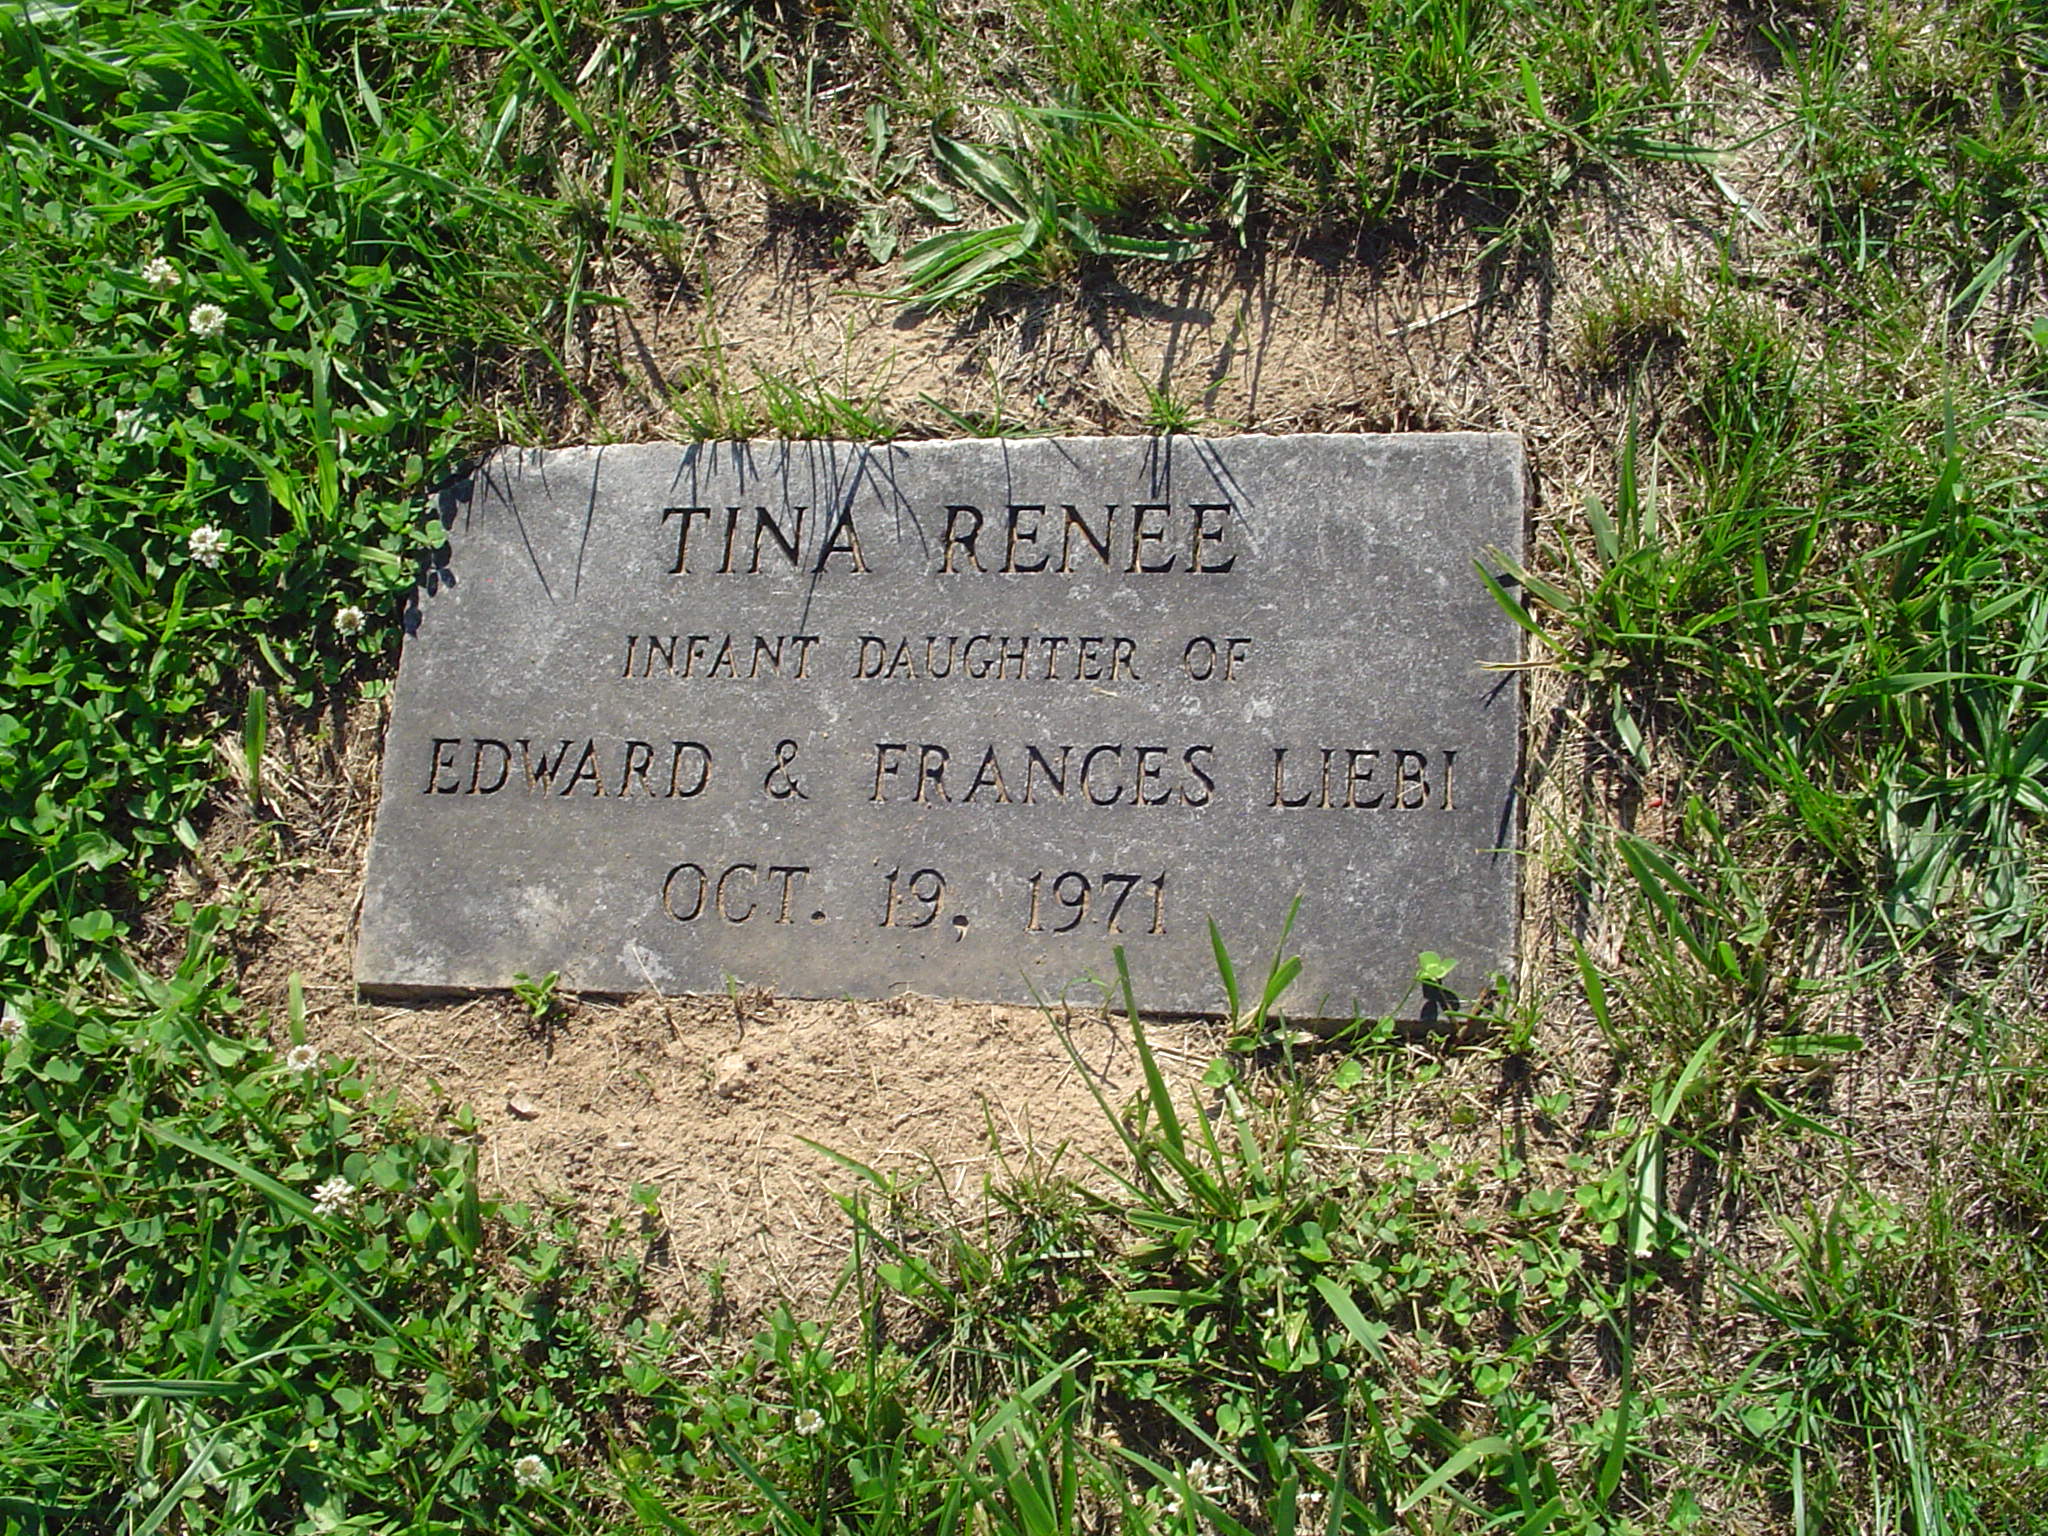 TINA RENEE
INFANT DAUGHTER OF
EDWARD & FRANCES LIEBI
OCT. 19, 1971